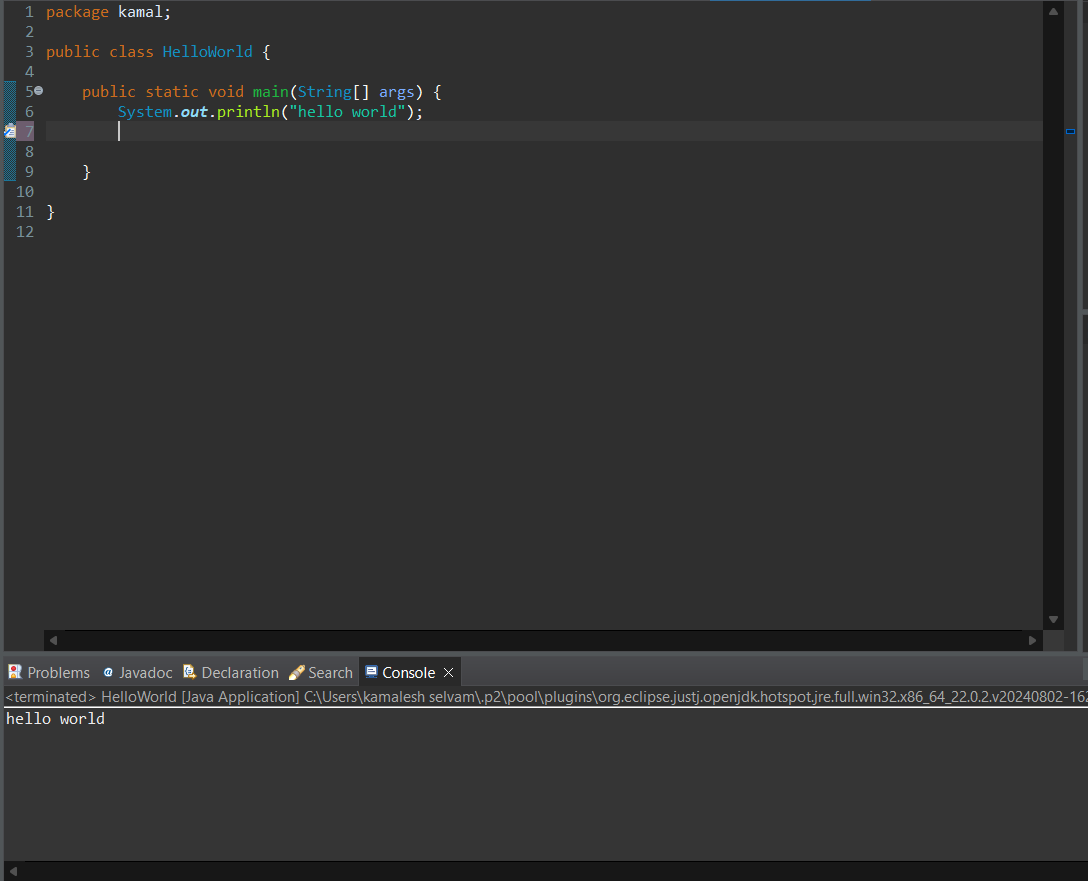 1 package kamal;
2
3 public class HelloWorld {
4
5 public static void main(String[] args) {
6 System.out.println("hello world");
7
8
9 }
10
11 }
12
Problems Javadoc Declaration Search Console
<terminated> HelloWorld [Java Application] C:\Users\kamalesh selvam\.p2\pool\plugins\org.eclipse.justj.openjdk.hotspot.jre.full.win32.x86_64_22.0.2.v20240802-162
hello world